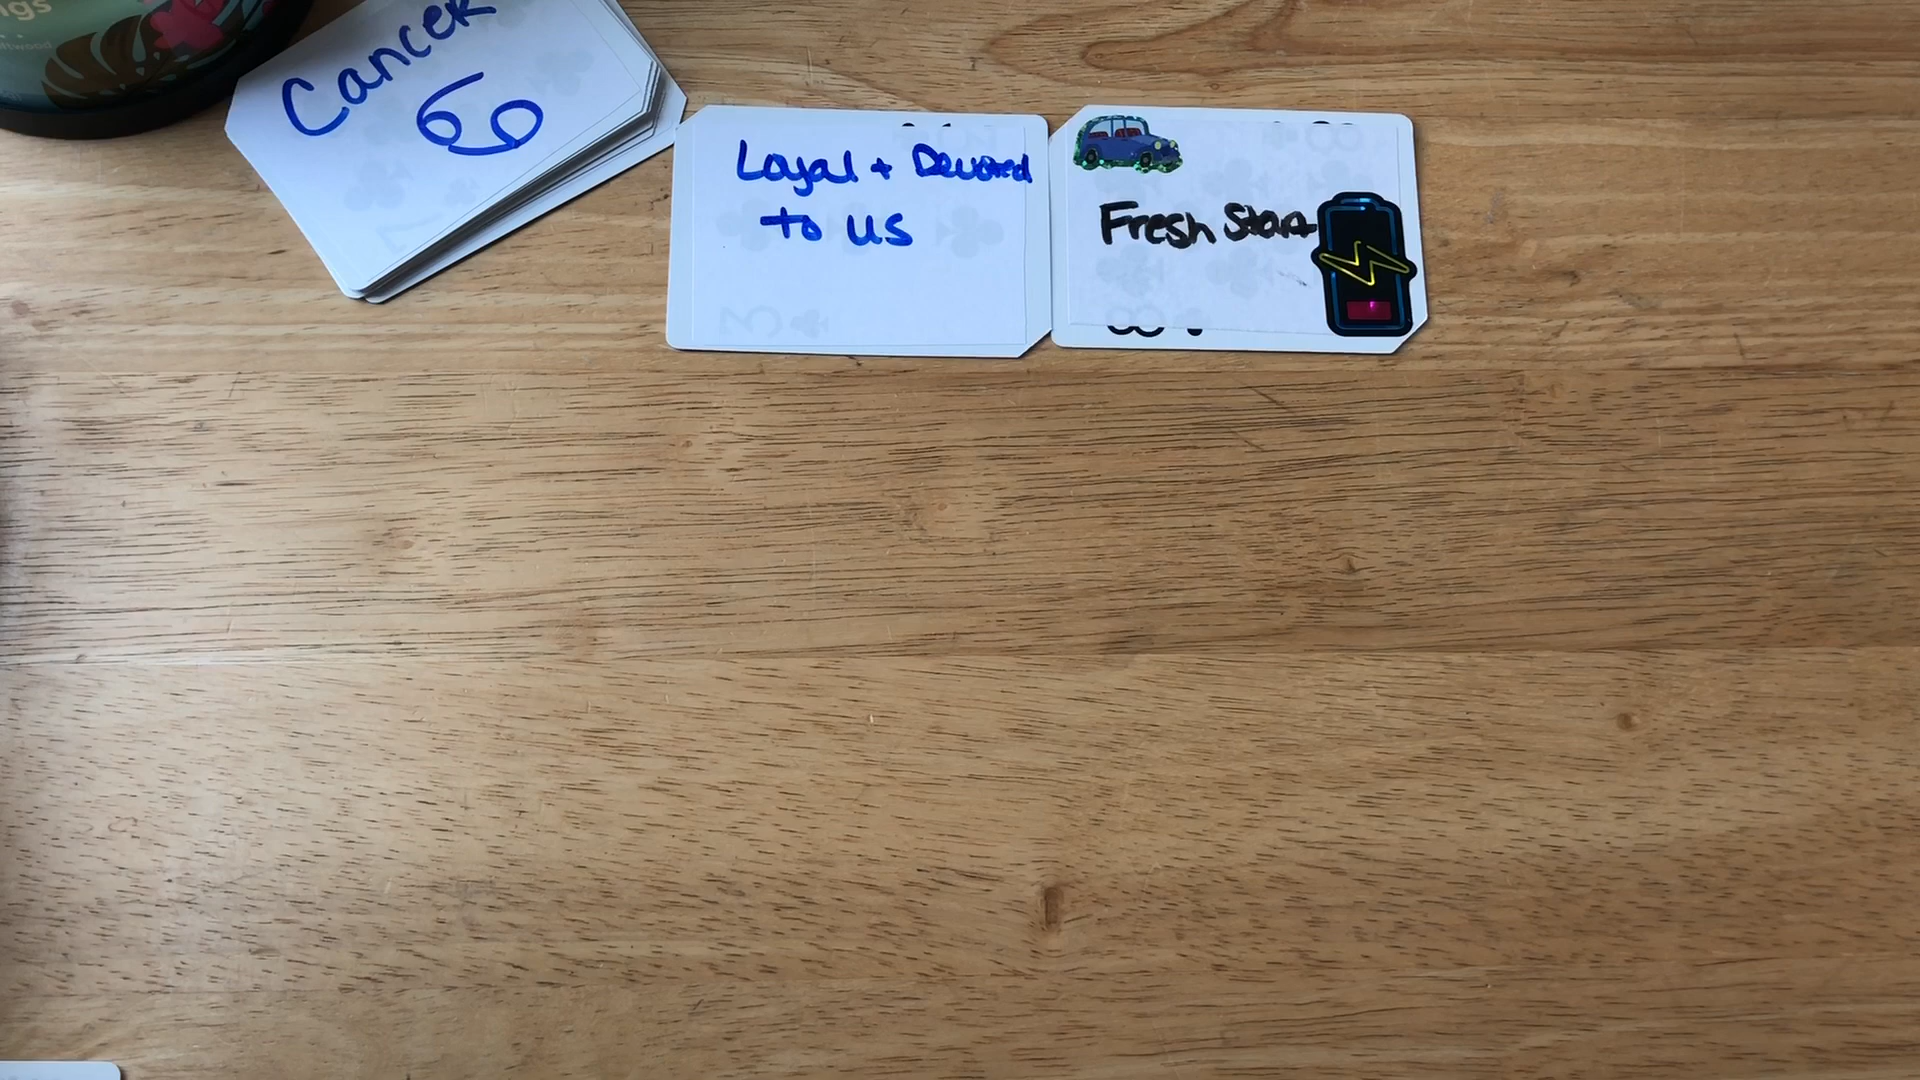 Cancer
♋
Loyal + Devoted
to us
Fresh Start